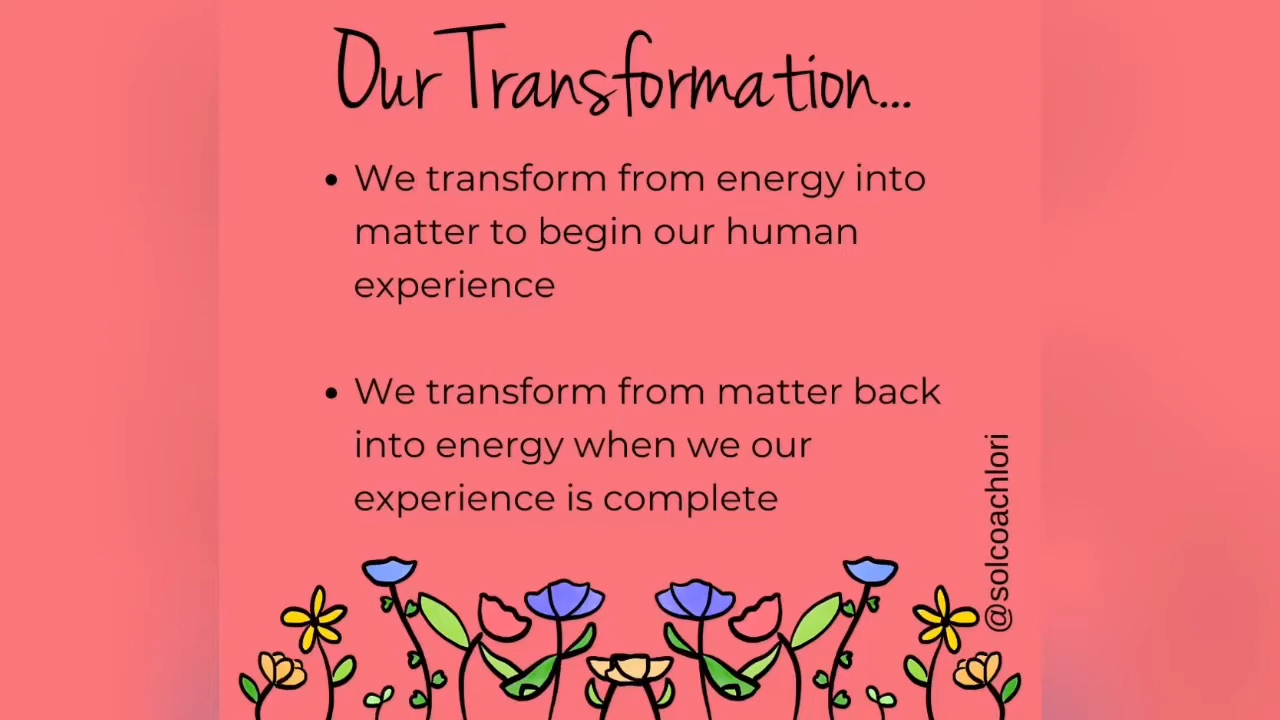 Our Transformation...
• We transform from energy into
matter to begin our human
experience
• We transform from matter back
into energy when we our
experience is complete
@solcoachlori